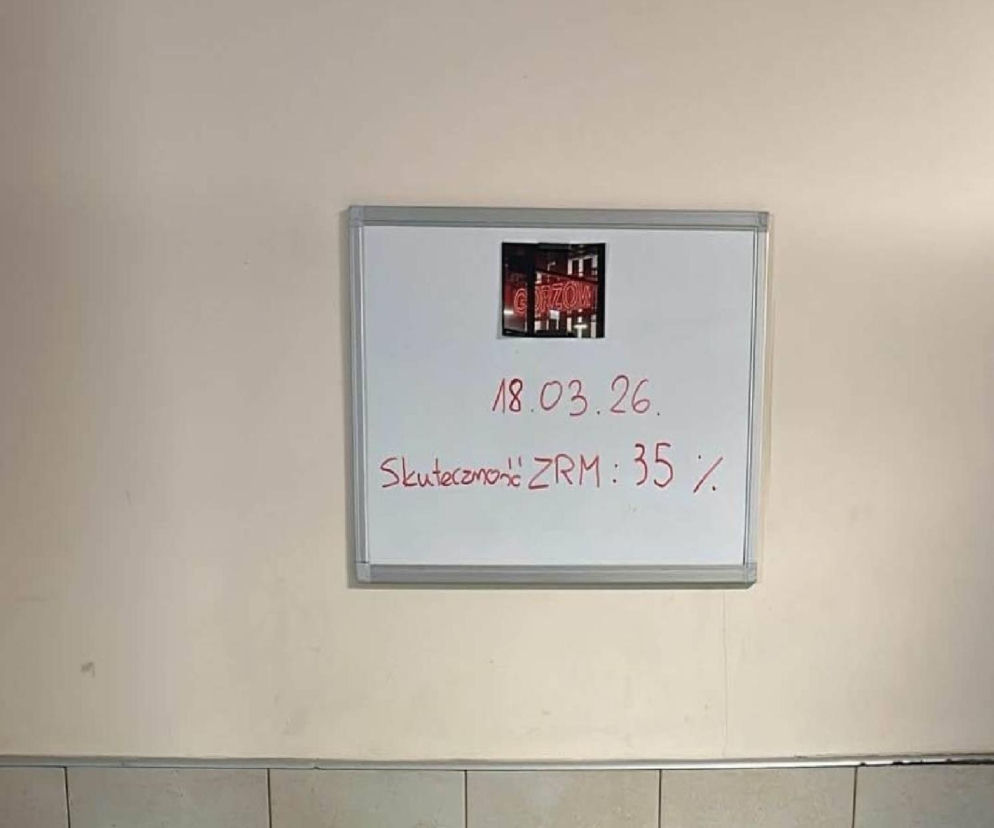 GORZÓW
18.03.26.
Skuteczność ZRM: 35 %